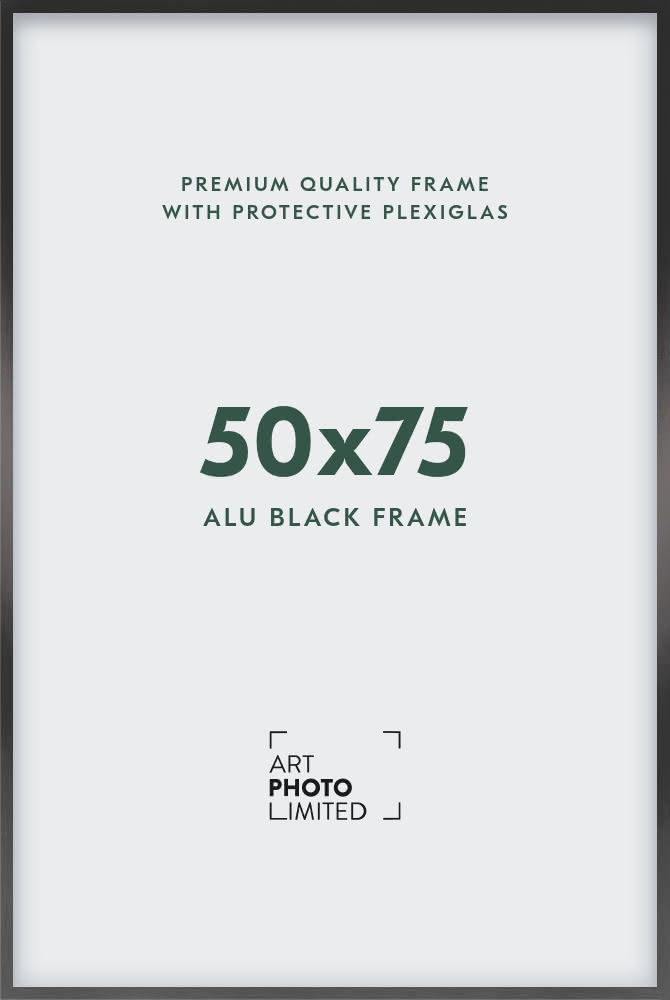 PREMIUM QUALITY FRAME
WITH PROTECTIVE PLEXIGLAS
50x75
ALU BLACK FRAME
ART
PHOTO
LIMITED